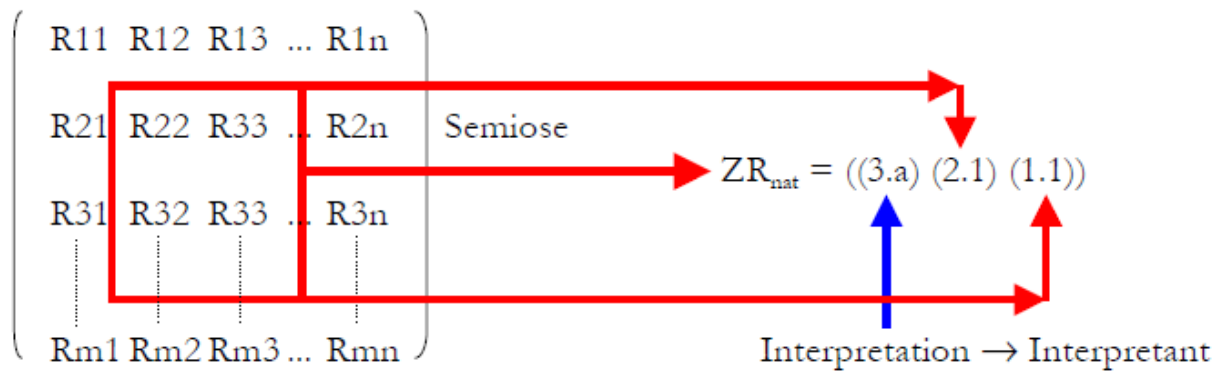 R11 R12 R13 ... R1n
R21 R22 R33 ... R2n Semiose
ZRnat = ((3.a) (2.1) (1.1))
R31 R32 R33 ... R3n
Rm1 Rm2 Rm3 ... Rmn Interpretation → Interpretant